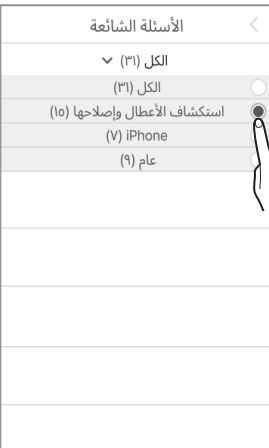 الأسئلة الشائعة
الكل (٣١)
الكل (٣١)
استكشاف الأعطال وإصلاحها (١٥)
iPhone (٧)
عام (٩)